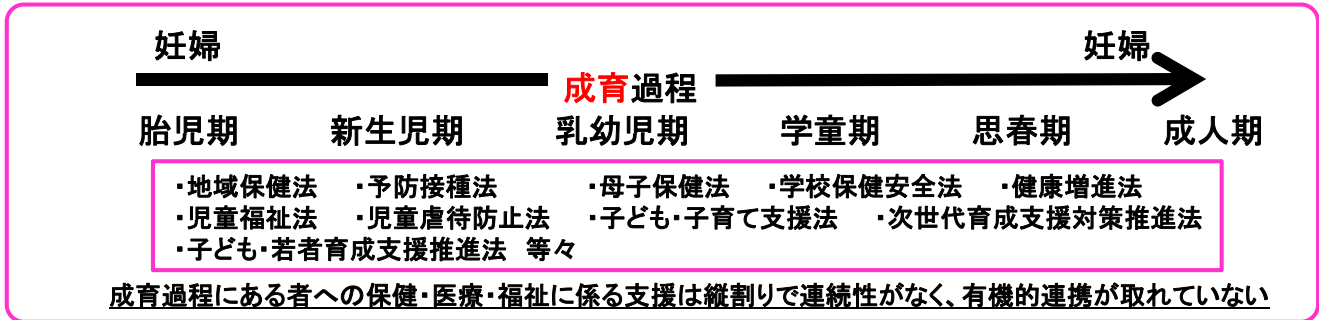 妊婦 妊婦
成育過程
胎児期 新生児期 乳幼児期 学童期 思春期 成人期
・地域保健法 ・予防接種法 ・母子保健法 ・学校保健安全法 ・健康増進法
・児童福祉法 ・児童虐待防止法 ・子ども・子育て支援法 ・次世代育成支援対策推進法
・子ども・若者育成支援推進法 等々
成育過程にある者への保健・医療・福祉に係る支援は縦割りで連続性がなく、有機的連携が取れていない